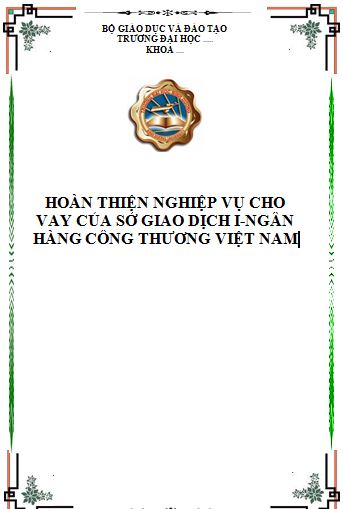 BỘ GIÁO DỤC VÀ ĐÀO TẠO
TRƯỜNG ĐẠI HỌC .....
KHOA ...
HOÀN THIỆN NGHIỆP VỤ CHO
VAY CỦA SỞ GIAO DỊCH I-NGÂN
HÀNG CÔNG THƯƠNG VIỆT NAM